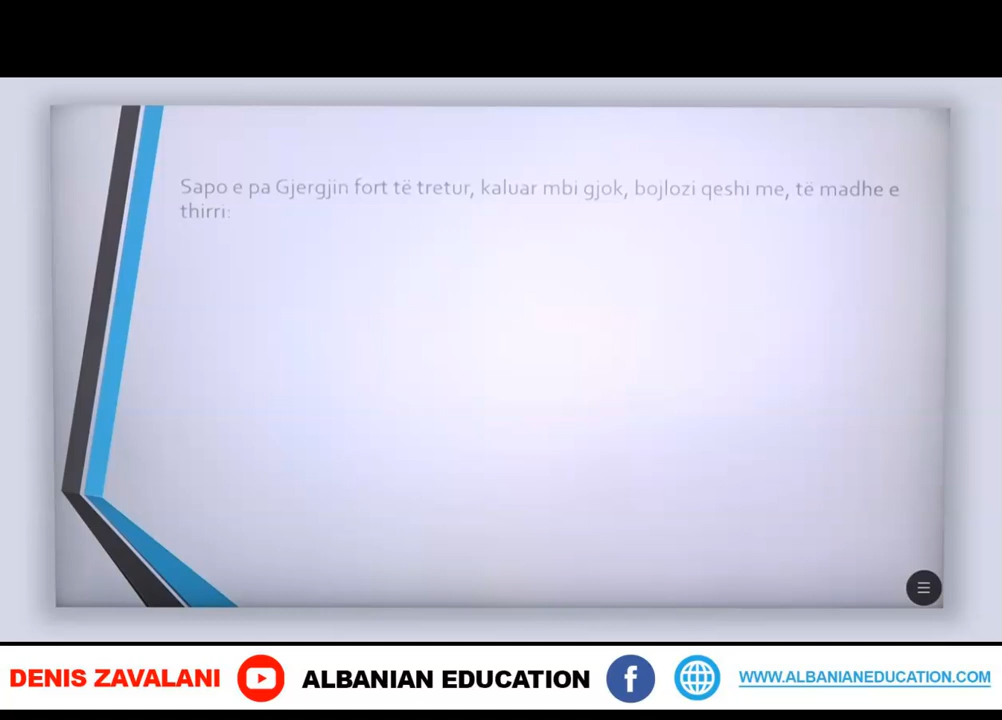 Sapo e pa Gjergjin fort të tretur, kaluar mbi gjok, bojlozi qeshi me, të madhe e
thirri:
DENIS ZAVALANI ALBANIAN EDUCATION f WWW.ALBANIANEDUCATION.COM